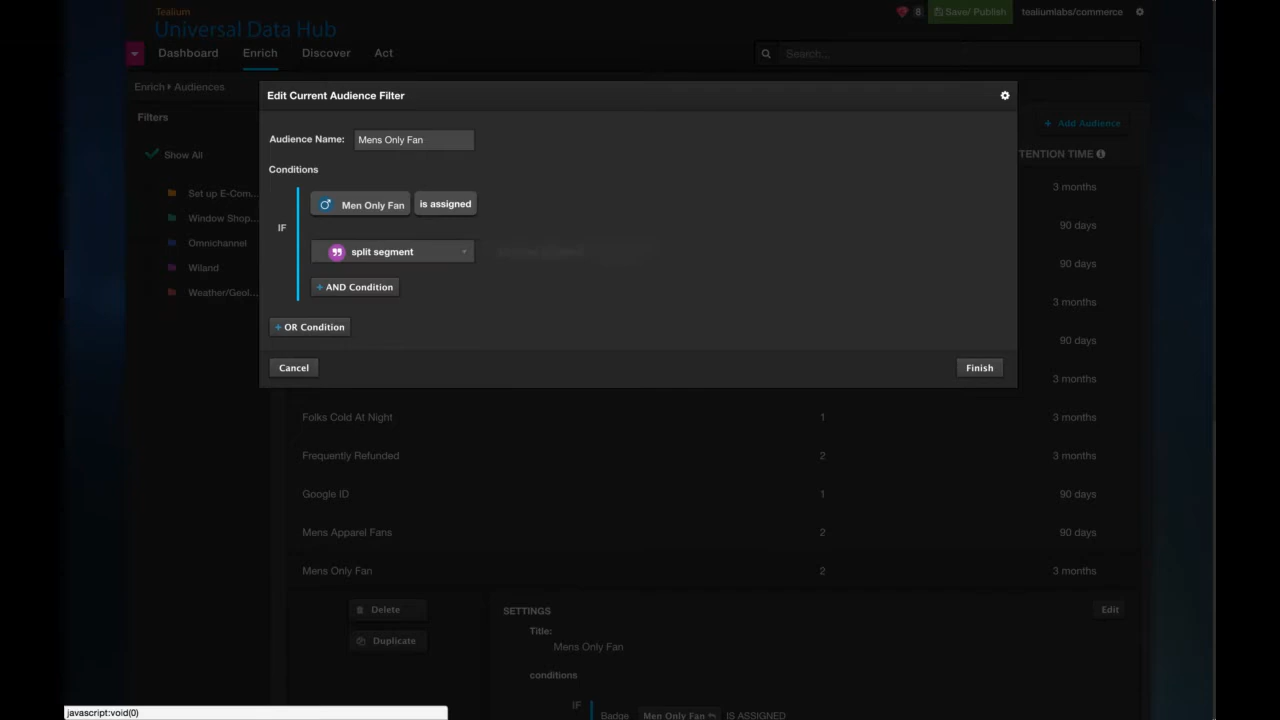 Tealium
Universal Data Hub
8
Save/ Publish
tealiumlabs/commerce
Dashboard
Enrich
Discover
Act
Search...
Enrich
Audiences
Edit Current Audience Filter
Filters
Audience Name:
Mens Only Fan
+ Add Audience
Show All
TENTION TIME
Conditions
IF
Men Only Fan
is assigned
split segment
+ AND Condition
+ OR Condition
Cancel
Finish
Set up E-Com...
Window Shop...
Omnichannel
Wiland
Weather/Geol...
3 months
90 days
90 days
3 months
90 days
3 months
Folks Cold At Night 1 3 months
Frequently Refunded 2 3 months
Google ID 1 90 days
Mens Apparel Fans 2 90 days
Mens Only Fan 2 3 months
Delete
Duplicate
SETTINGS
Edit
Title:
Mens Only Fan
conditions
IF
Badge Men Only Fan IS ASSIGNED
javascript:void(0)